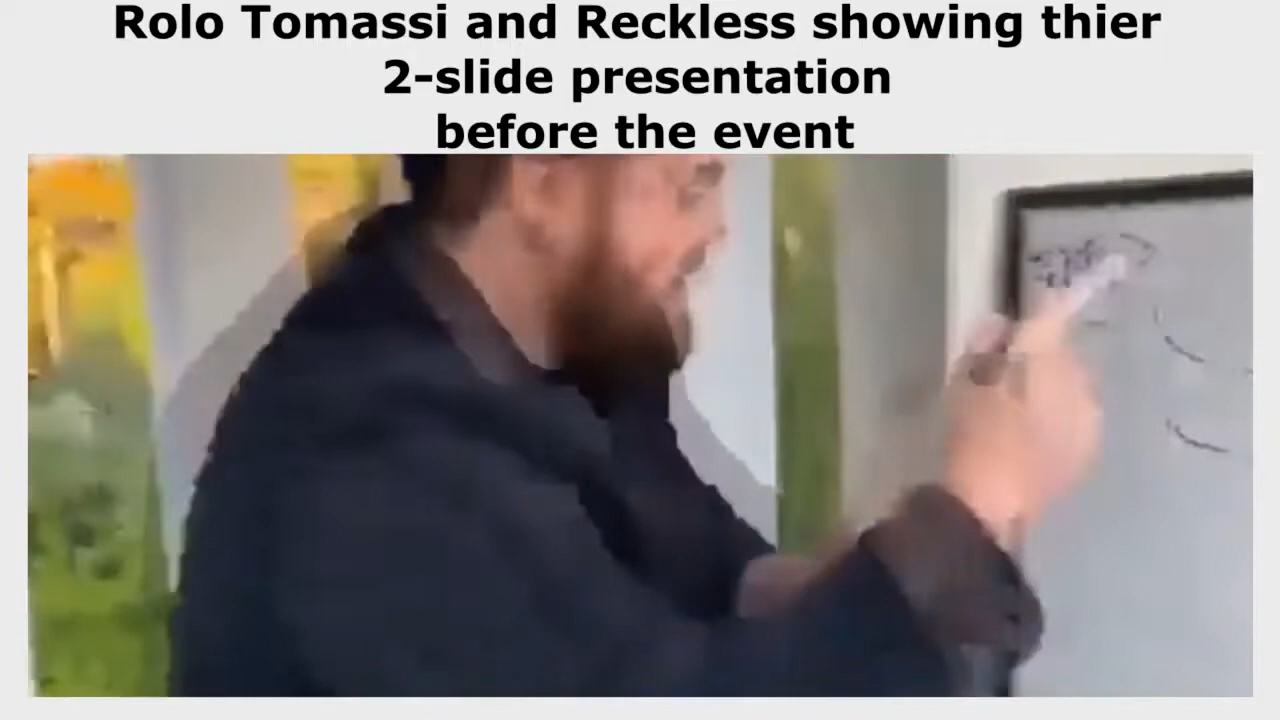 Rolo Tomassi and Reckless showing thier
2-slide presentation
before the event